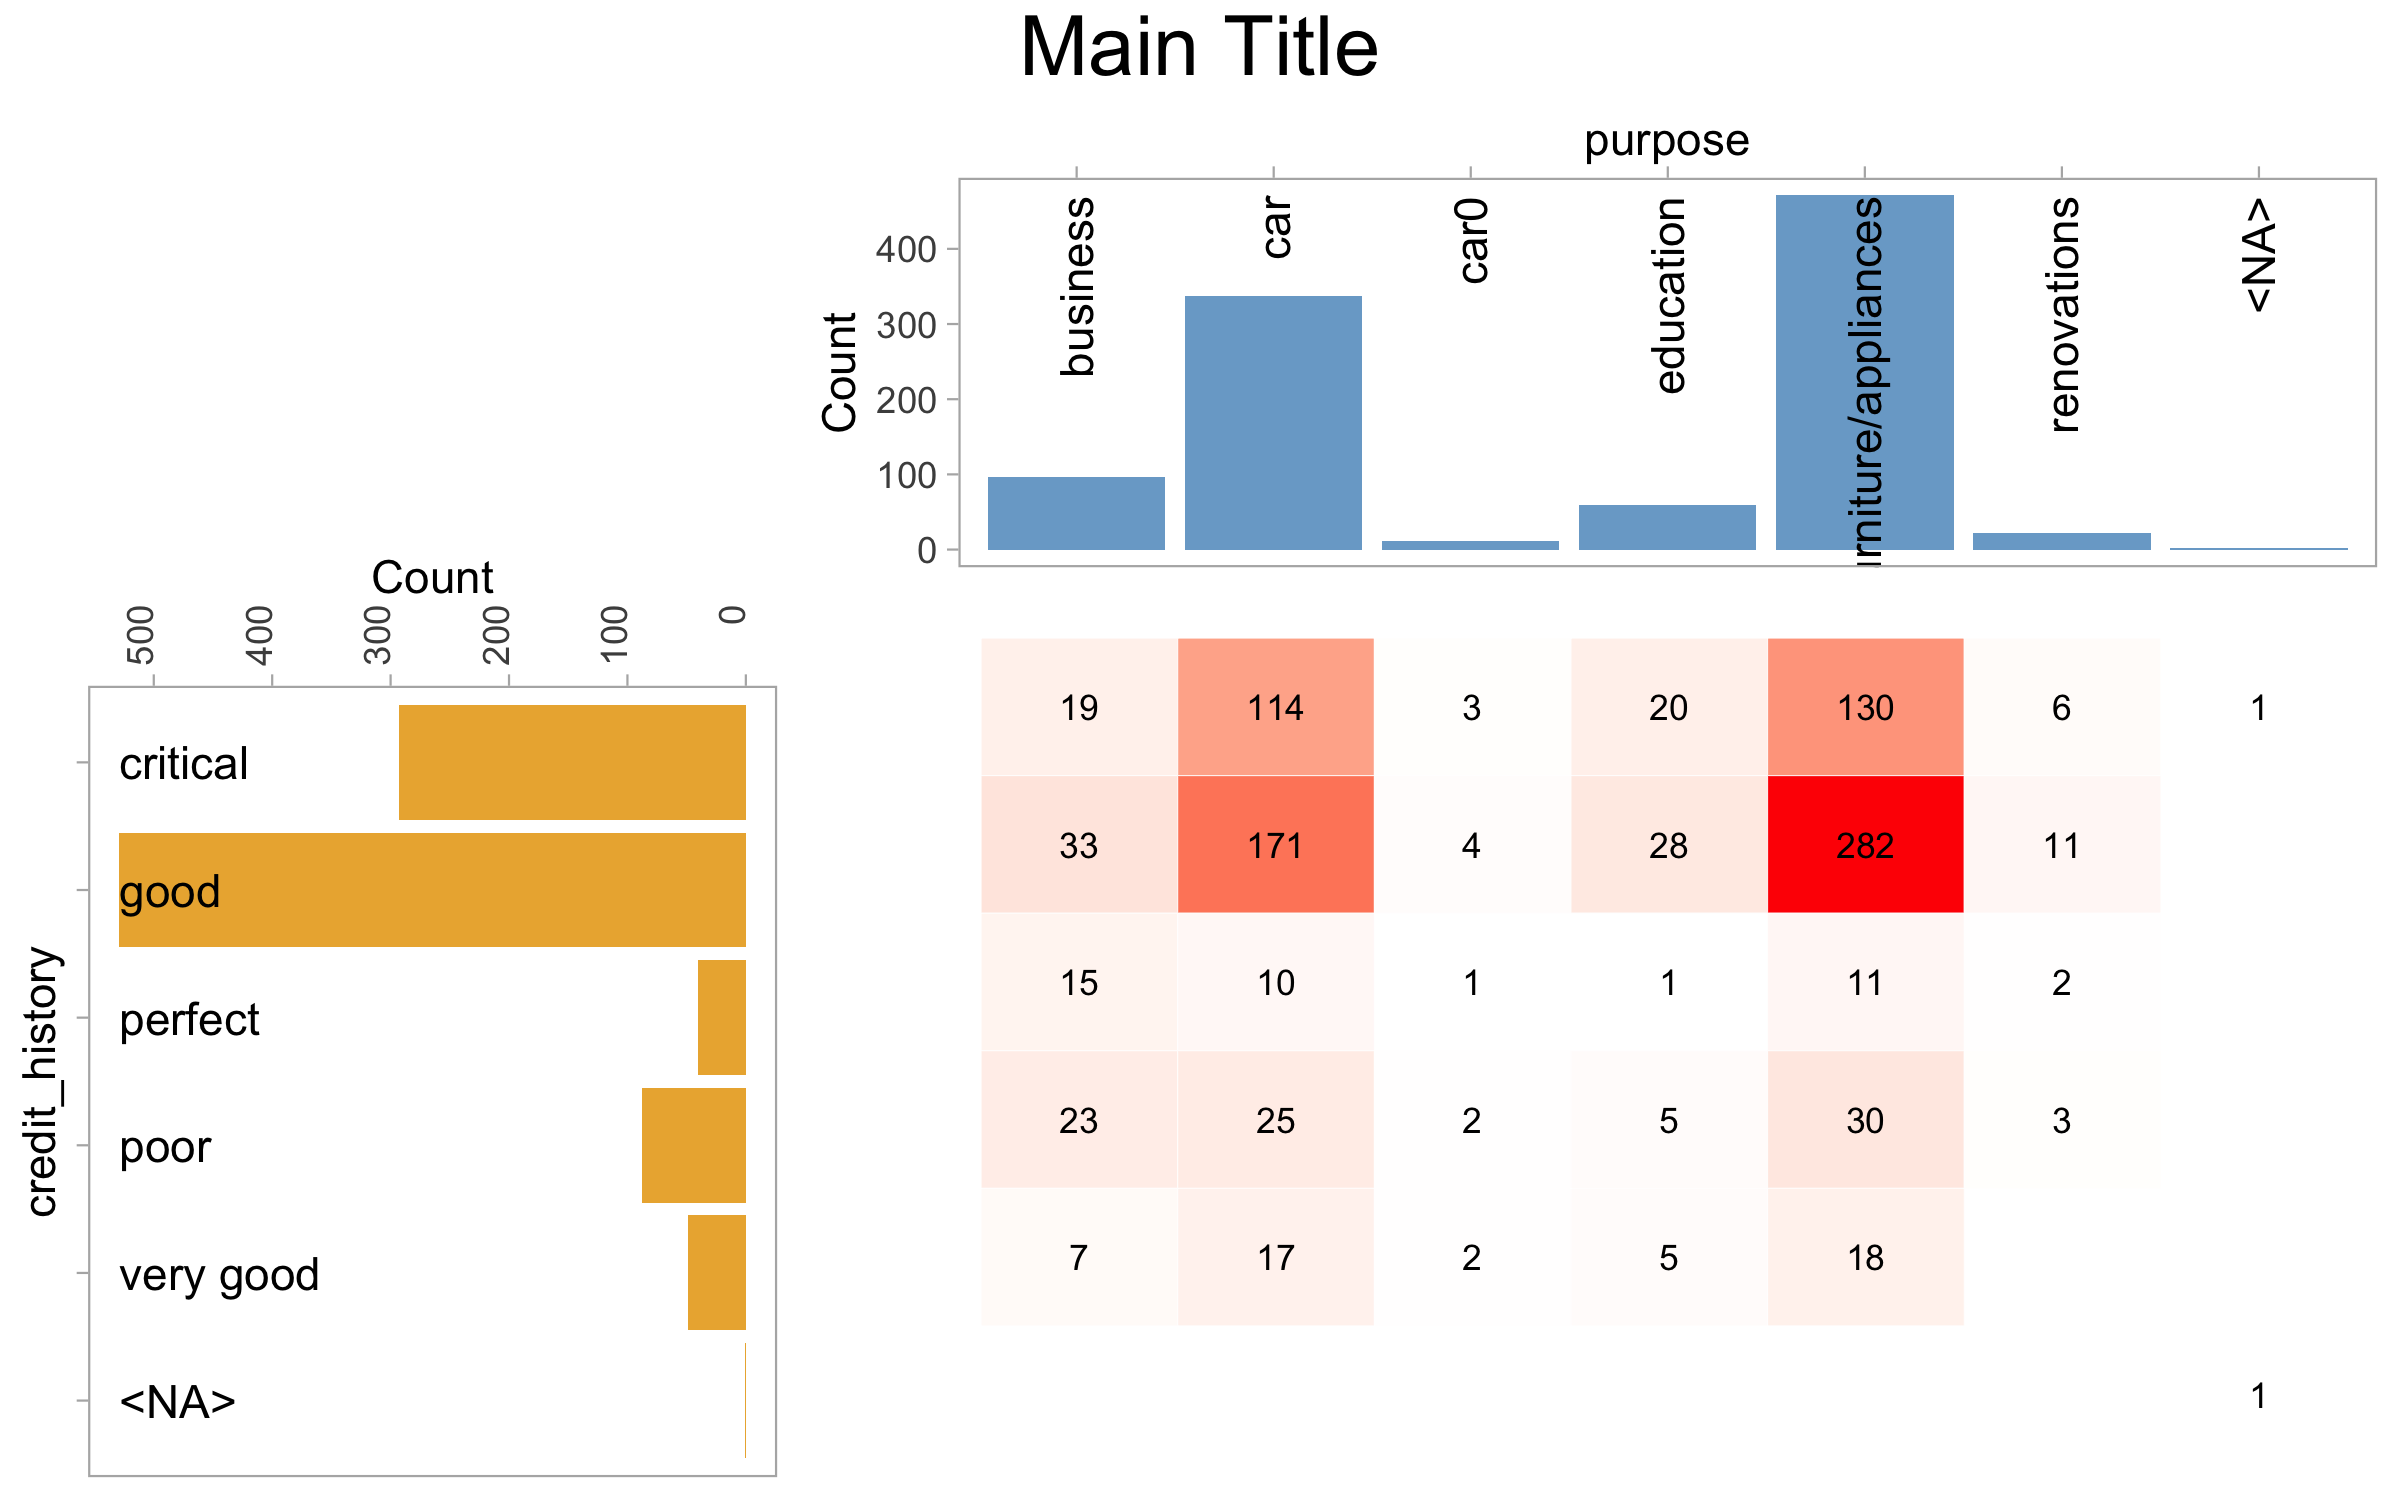 Main Title
purpose
Count
400
300
200
100
0
business
car
car0
education
urniture/appliances
renovations
<NA>
Count
500 400 300 200 100 0
credit_history
critical
good
perfect
poor
very good
<NA>
19 114 3 20 130 6 1
33 171 4 28 282 11
15 10 1 1 11 2
23 25 2 5 30 3
7 17 2 5 18
1